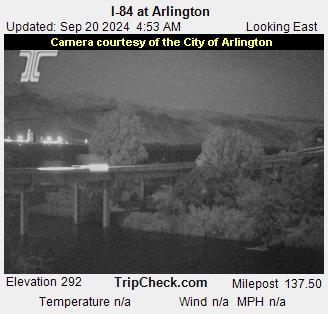 I-84 at Arlington
Updated: Sep 20 2024 4:53 AM Looking East
Camera courtesy of the City of Arlington
Elevation 292 TripCheck.com Milepost 137.50
Temperature n/a Wind n/a MPH n/a